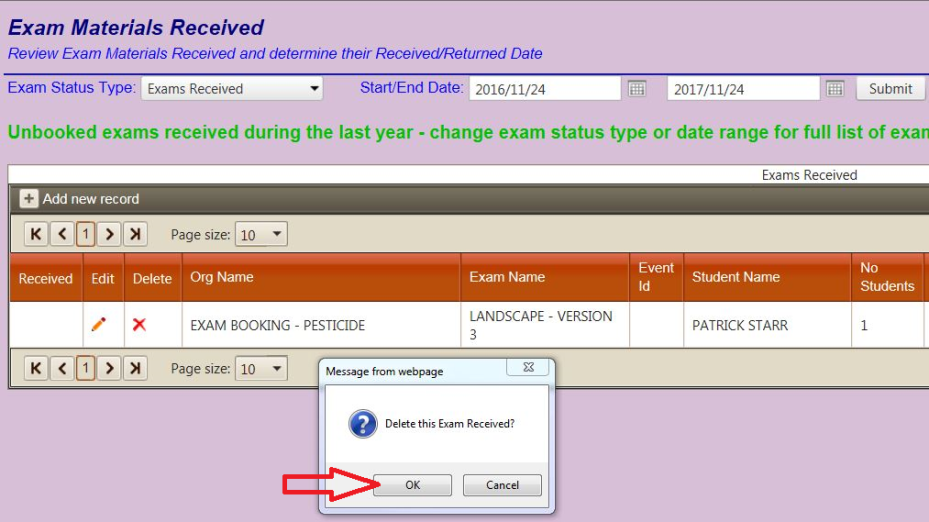 Exam Materials Received
Review Exam Materials Received and determine their Received/Returned Date
Exam Status Type: Exams Received Start/End Date: 2016/11/24 2017/11/24 Submit
Unbooked exams received during the last year - change exam status type or date range for full list of
Exams Received
+ Add new record
1 Page size: 10
Received Edit Delete Org Name Exam Name Event Id Student Name No Students
EXAM BOOKING - PESTICIDE LANDSCAPE - VERSION 3 PATRICK STARR 1
1 Page size: 10
Message from webpage
Delete this Exam Received?
OK Cancel